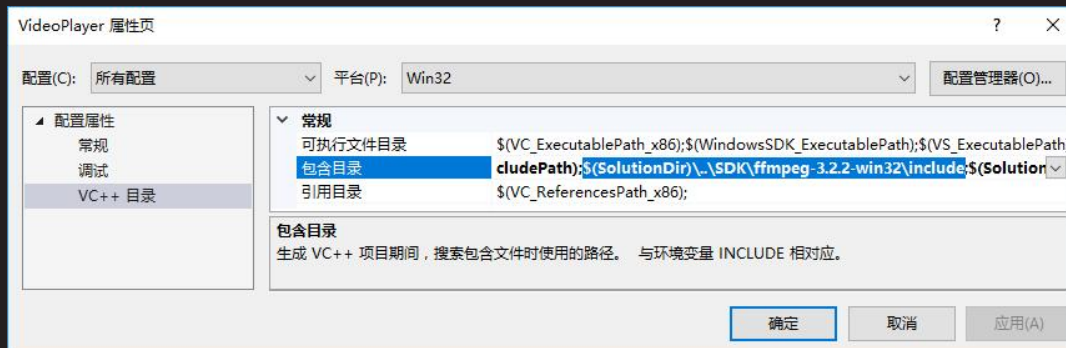 VideoPlayer 属性页
配置(C): 所有配置 平台(P): Win32 配置管理器(O)...
配置属性
常规
调试
VC++ 目录
常规
可执行文件目录 $(VC_ExecutablePath_x86);$(WindowsSDK_ExecutablePath);$(VS_ExecutablePath)
包含目录 cludePath);$(SolutionDir)\..\SDK\ffmpeg-3.2.2-win32\include;$(Solution
引用目录 $(VC_ReferencesPath_x86);
包含目录
生成 VC++ 项目期间，搜索包含文件时使用的路径。 与环境变量 INCLUDE 相对应。
确定 取消 应用(A)